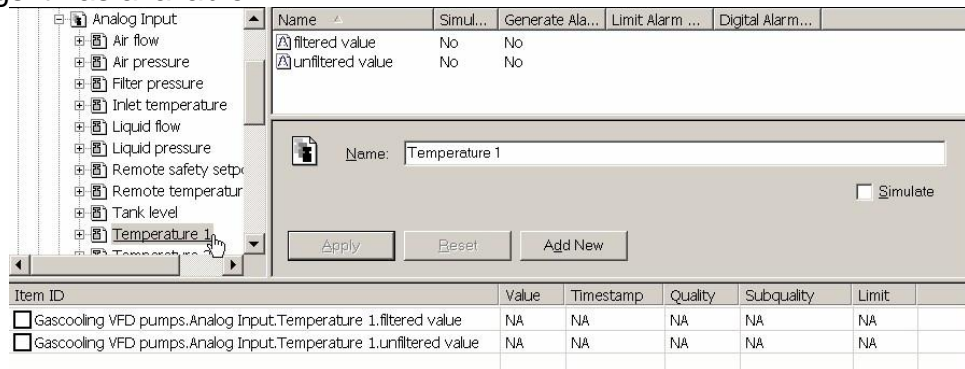 Analog Input
Air flow
Air pressure
Filter pressure
Inlet temperature
Liquid flow
Liquid pressure
Remote safety setpo
Remote temperatur
Tank level
Temperature 1
Name Simul... Generate Ala... Limit Alarm ... Digital Alarm...
filtered value No No
unfiltered value No No
Name: Temperature 1
Simulate
Apply Reset Add New
Item ID Value Timestamp Quality Subquality Limit
Gascooling VFD pumps.Analog Input.Temperature 1.filtered value NA NA NA NA NA
Gascooling VFD pumps.Analog Input.Temperature 1.unfiltered value NA NA NA NA NA